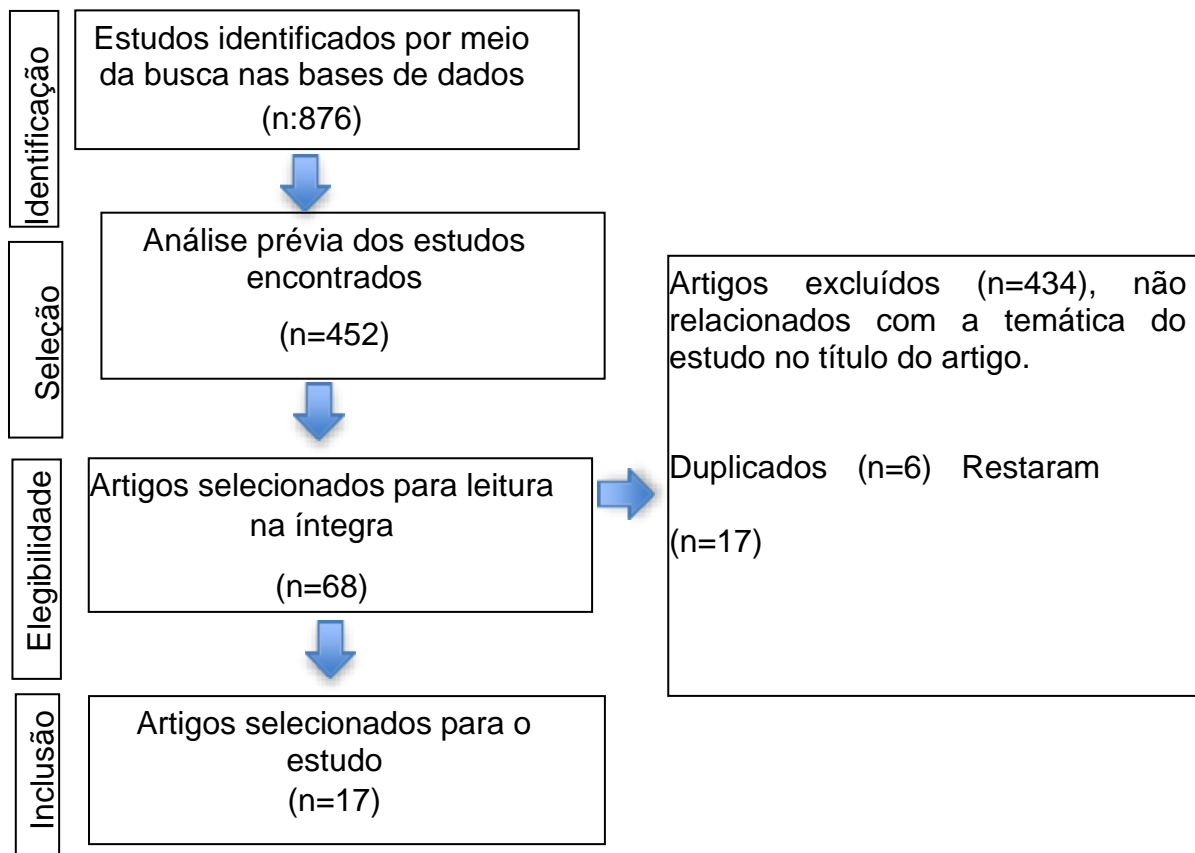 Identificação
Estudos identificados por meio
da busca nas bases de dados
(n:876)
Seleção
Análise prévia dos estudos
encontrados
(n=452)
Artigos excluídos (n=434), não
relacionados com a temática do
estudo no título do artigo.
Duplicados (n=6) Restaram
(n=17)
Elegibilidade
Artigos selecionados para leitura
na íntegra
(n=68)
Inclusão
Artigos selecionados para o
estudo
(n=17)